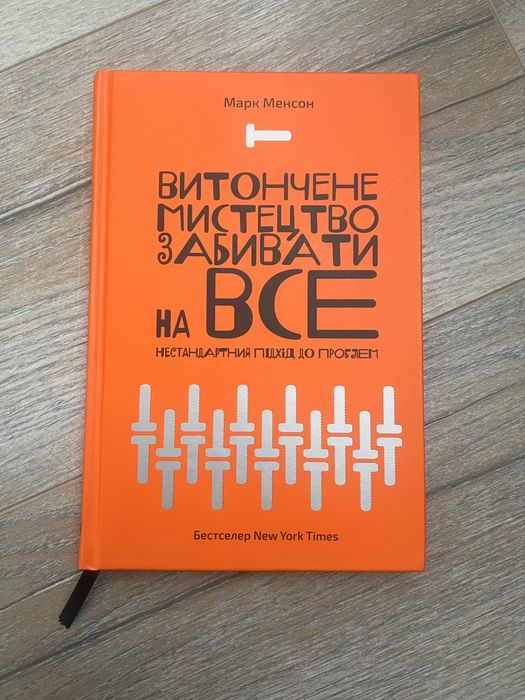 Марк Менсон
ВИТОНЧЕНЕ
МИСТЕЦТВО
ЗАБИВАТИ
НА ВСЕ
НЕСТАНДАРТНИЙ ПІДХІД ДО ПРОБЛЕМ
Бестселер New York Times